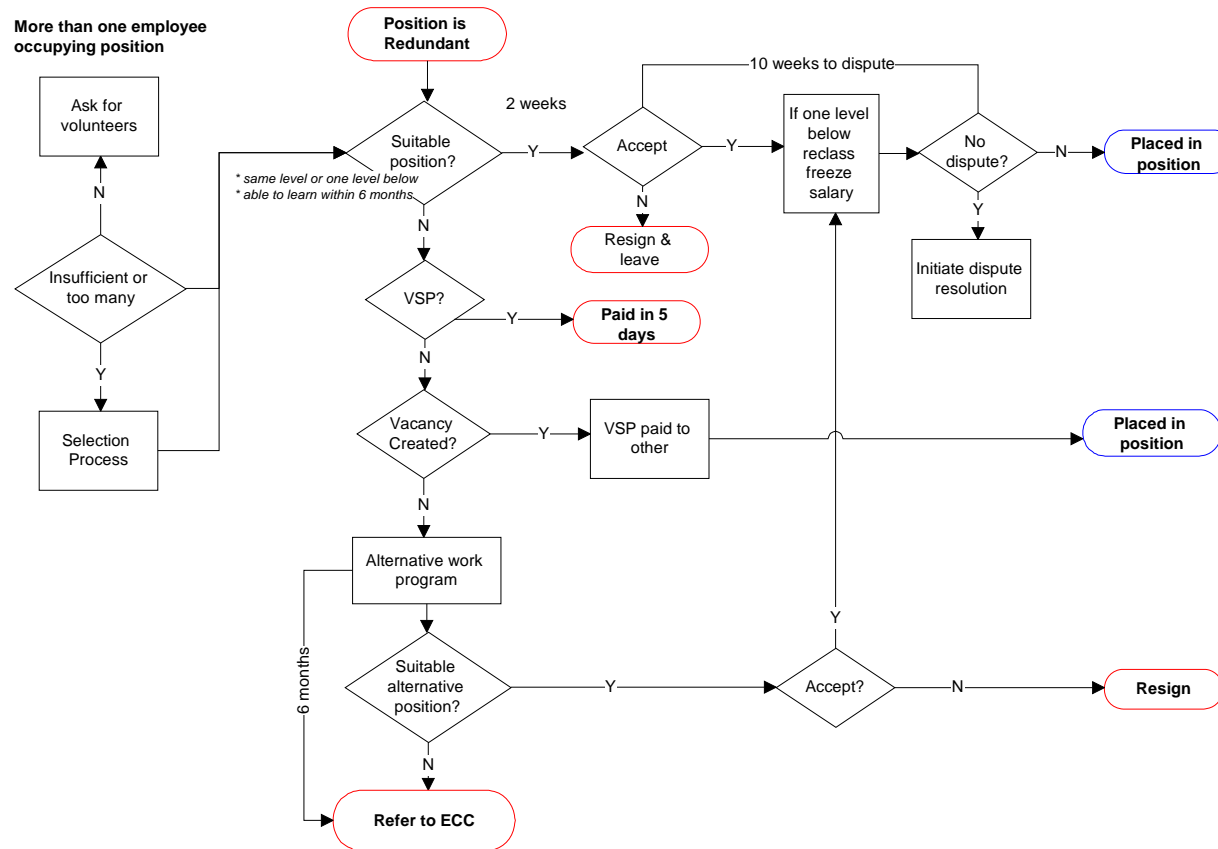 More than one employee
occupying position
Position is
Redundant
10 weeks to dispute
Ask for
volunteers
2 weeks
Suitable
position?
* same level or one level below
* able to learn within 6 months
Y
Accept
Y
If one level
below
reclass
freeze
salary
No
dispute?
N
Placed in
position
N
N
N
Y
Resign &
leave
Initiate dispute
resolution
Insufficient or
too many
VSP?
Y
Paid in 5
days
Y
N
Selection
Process
Vacancy
Created?
Y
VSP paid to
other
Placed in
position
N
Alternative work
program
6 months
Y
Suitable
alternative
position?
Y
Accept?
N
Resign
N
Refer to ECC